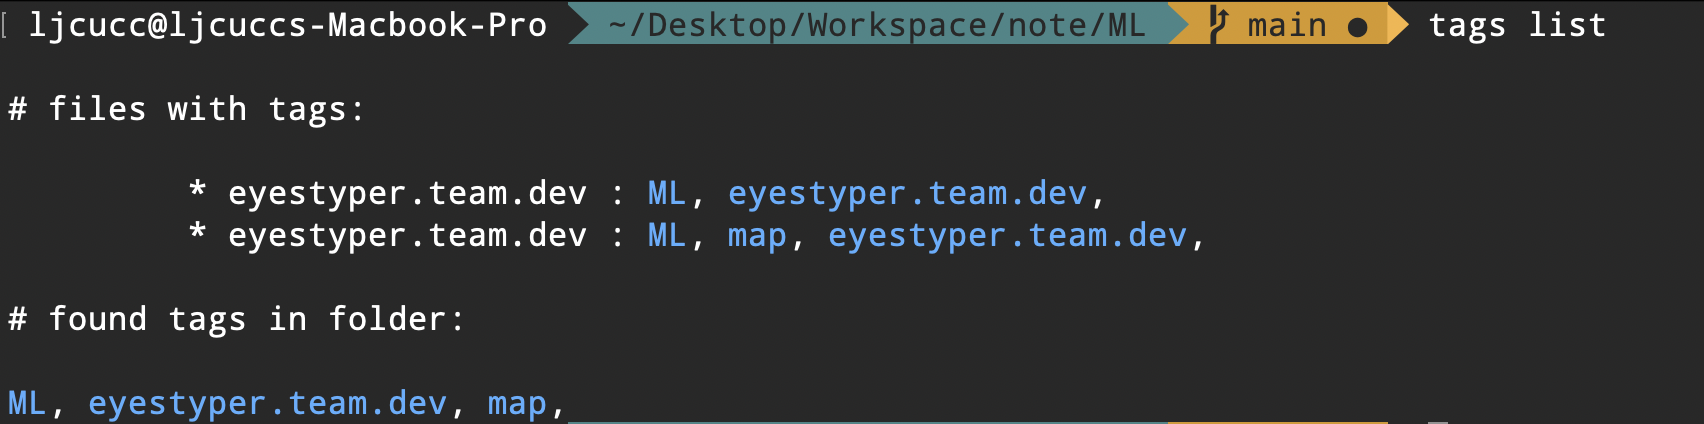 [ ljcucc@ljcuccs-Macbook-Pro ~/Desktop/Workspace/note/ML main ● tags list
# files with tags:
* eyestyper.team.dev : ML, eyestyper.team.dev,
* eyestyper.team.dev : ML, map, eyestyper.team.dev,
# found tags in folder:
ML, eyestyper.team.dev, map,